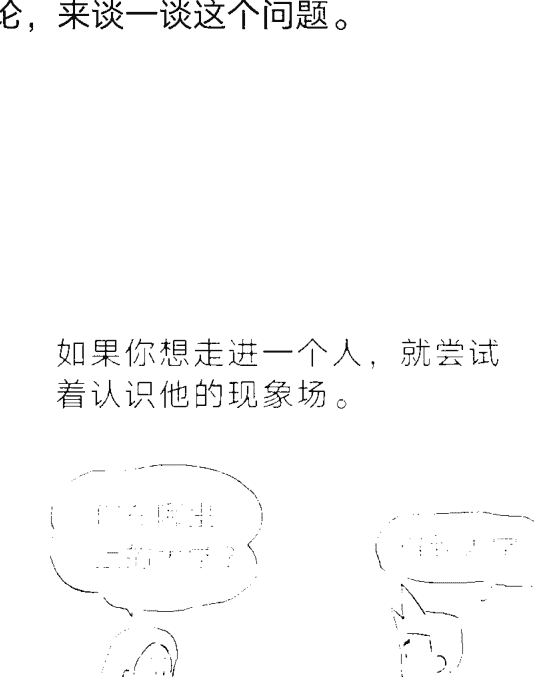 论，来谈一谈这个问题。
如果你想走进一个人，就尝试
着认识他的现象场。